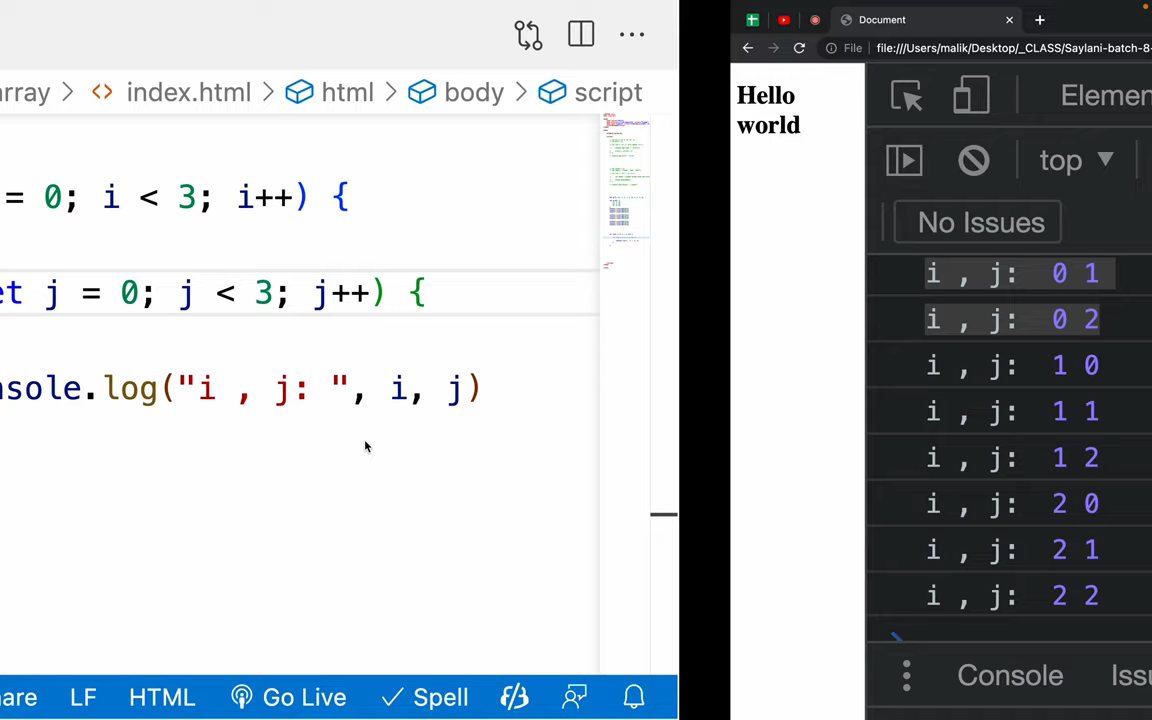 rray > index.html > html > body > script
= 0; i < 3; i++) {
et j = 0; j < 3; j++) {
nsole.log("i , j: ", i, j)
are LF HTML Go Live Spell
Document
File file:///Users/malik/Desktop/_CLASS/Saylani-batch-8-
Hello
world
Elemen
top
No Issues
i , j: 0 1
i , j: 0 2
i , j: 1 0
i , j: 1 1
i , j: 1 2
i , j: 2 0
i , j: 2 1
i , j: 2 2
Console Issu